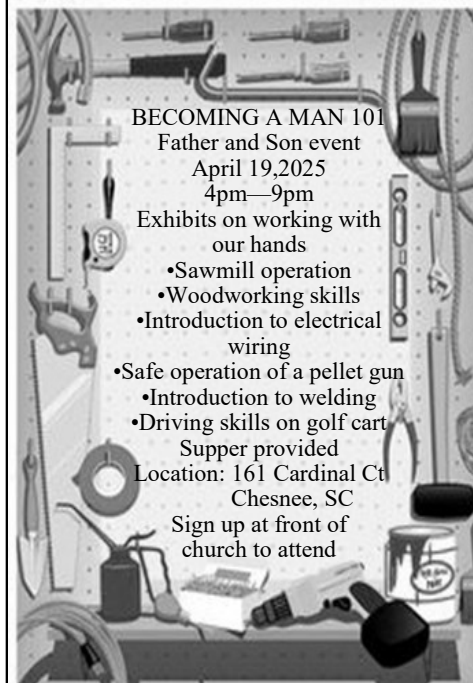 BECOMING A MAN 101
Father and Son event
April 19,2025
4pm—9pm
Exhibits on working with
our hands
•Sawmill operation
•Woodworking skills
•Introduction to electrical
wiring
•Safe operation of a pellet gun
•Introduction to welding
•Driving skills on golf cart
Supper provided
Location: 161 Cardinal Ct
Chesnee, SC
Sign up at front of
church to attend